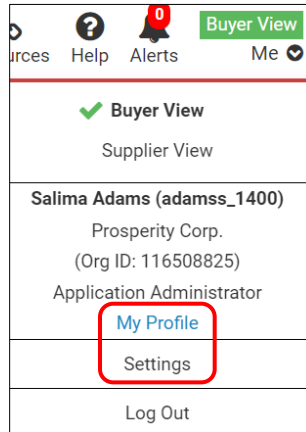 0
Buyer View
Help Alerts Me
Buyer View
Supplier View
Salima Adams (adamss_1400)
Prosperity Corp.
(Org ID: 116508825)
Application Administrator
My Profile
Settings
Log Out